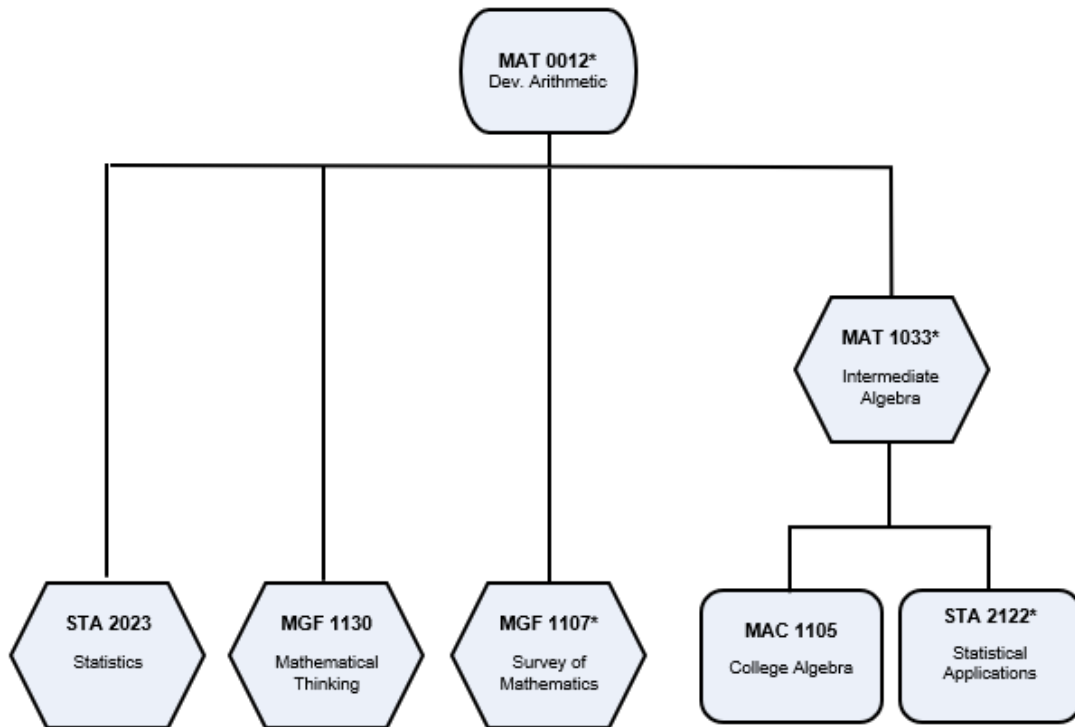 MAT 0012*
Dev. Arithmetic
MAT 1033*
Intermediate
Algebra
STA 2023
Statistics
MGF 1130
Mathematical
Thinking
MGF 1107*
Survey of
Mathematics
MAC 1105
College Algebra
STA 2122*
Statistical
Applications